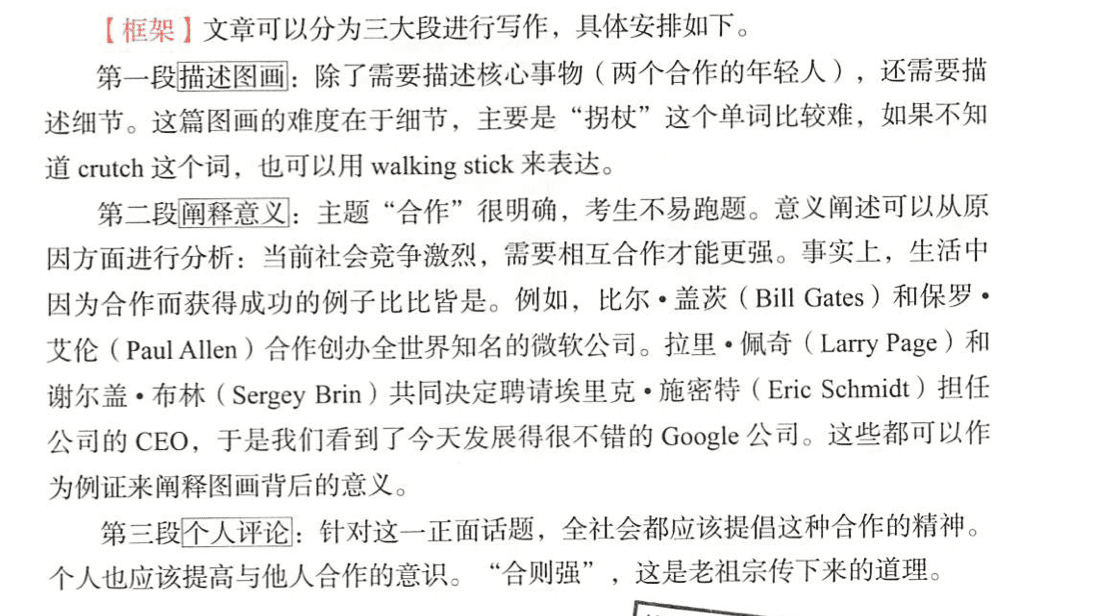 【框架】文章可以分为三大段进行写作，具体安排如下。
第一段描述图画：除了需要描述核心事物（两个合作的年轻人），还需要描
述细节。这篇图画的难度在于细节，主要是“拐杖”这个单词比较难，如果不知
道 crutch 这个词，也可以用 walking stick 来表达。
第二段阐释意义：主题“合作”很明确，考生不易跑题。意义阐述可以从原
因方面进行分析：当前社会竞争激烈，需要相互合作才能更强。事实上，生活中
因为合作而获得成功的例子比比皆是。例如，比尔·盖茨（Bill Gates）和保罗·
艾伦（Paul Allen）合作创办全世界知名的微软公司。拉里·佩奇（Larry Page）和
谢尔盖·布林（Sergey Brin）共同决定聘请埃里克·施密特（Eric Schmidt）担任
公司的 CEO，于是我们看到了今天发展得很不错的 Google 公司。这些都可以作
为例证来阐释图画背后的意义。
第三段个人评论：针对这一正面话题，全社会都应该提倡这种合作的精神。
个人也应该提高与他人合作的意识。“合则强”，这是老祖宗传下来的道理。